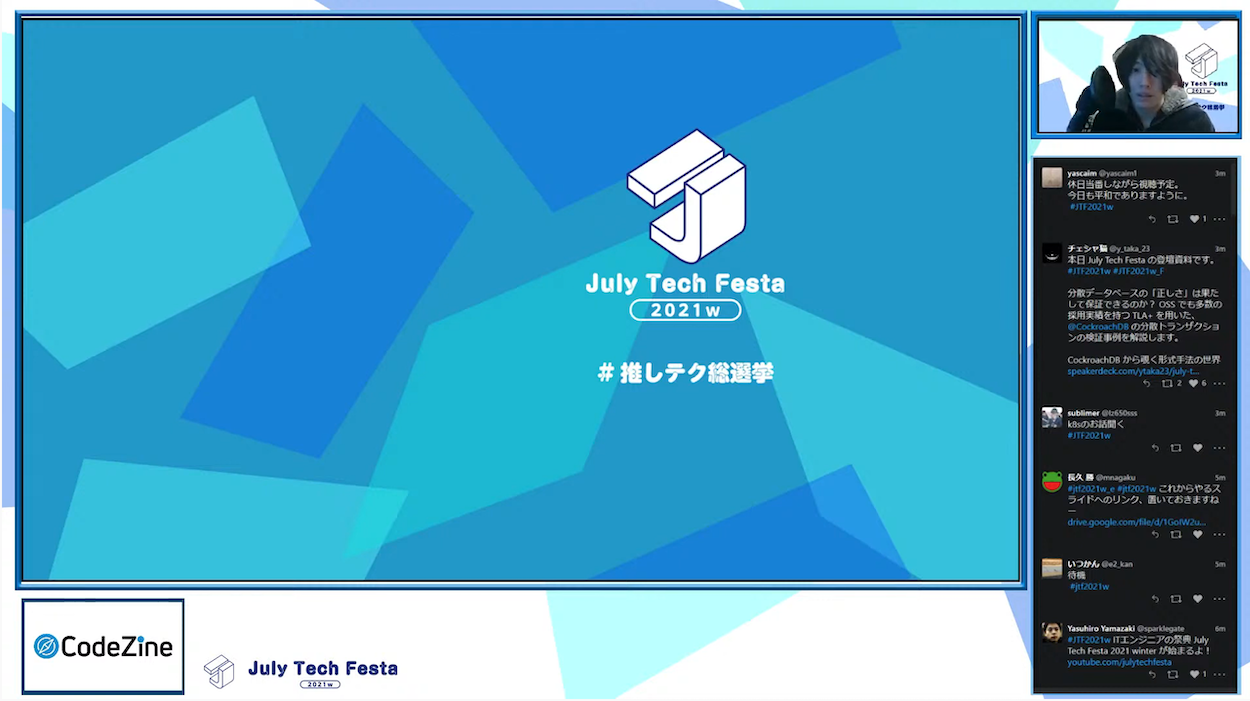 July Tech Festa
2021w
#推しテク総選挙
July Tech Festa
2021w
yascaim @yascaim1 3m
休日当番しながら視聴予定。
今日も平和でありますように。
#JTF2021w
1
チェシャ猫 @y_taka_23 3m
本日 July Tech Festa の登壇資料です。
#JTF2021w #JTF2021w_F
分散データベースの「正しさ」は果た
して保証できるのか？ OSS でも多数の
採用実績を持つ TLA+ を用いた、
@CockroachDB の分散トランザクショ
ンの検証事例を解説します。
CockroachDB から覗く形式手法の世界
speakerdeck.com/ytaka23/july-t...
2 6
sublimer @lz650sss 3m
k8sのお話聞く
#JTF2021w
長久 勝 @mnagaku 5m
#jtf2021w_e #jtf2021w これからやるス
ライドへのリンク、置いておきますね
ー
drive.google.com/file/d/1GoIW2u...
いつかん @e2_kan 5m
待機
#jtf2021w
Yasuhiro Yamazaki @sparklegate 6m
#JTF2021w ITエンジニアの祭典 July
Tech Festa 2021 winter が始まるよ！
youtube.com/julytechfesta
1
CodeZine
July Tech Festa
2021w